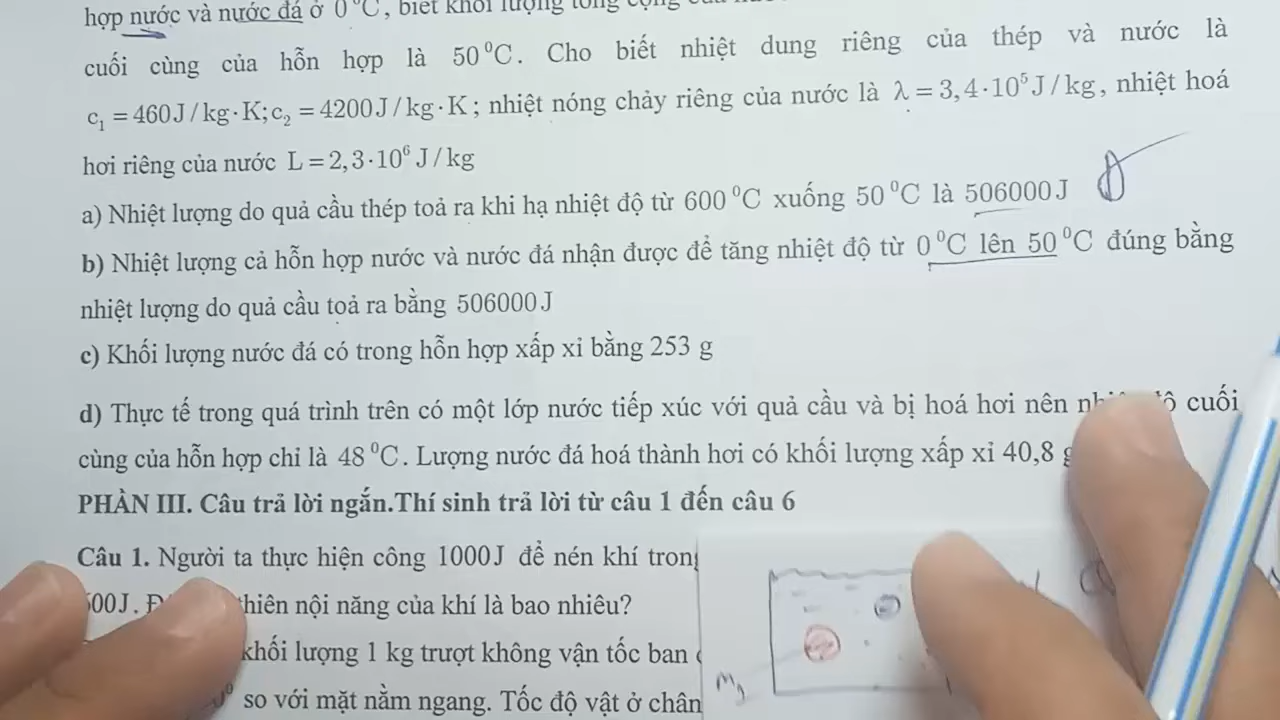 hợp nước và nước đá ở 0 °C, biết khối lượng tổng cộng của
cuối cùng của hỗn hợp là 50 °C. Cho biết nhiệt dung riêng của thép và nước là
c₁ = 460 J / kg · K; c₂ = 4200 J / kg · K ; nhiệt nóng chảy riêng của nước là λ = 3,4 · 10⁵ J / kg, nhiệt hoá
hơi riêng của nước L = 2,3 · 10⁶ J / kg
a) Nhiệt lượng do quả cầu thép toả ra khi hạ nhiệt độ từ 600 °C xuống 50 °C là 506000 J Đ
b) Nhiệt lượng cả hỗn hợp nước và nước đá nhận được để tăng nhiệt độ từ 0 °C lên 50 °C đúng bằng
nhiệt lượng do quả cầu toả ra bằng 506000 J
c) Khối lượng nước đá có trong hỗn hợp xấp xỉ bằng 253 g
d) Thực tế trong quá trình trên có một lớp nước tiếp xúc với quả cầu và bị hoá hơi nên cuối
cùng của hỗn hợp chỉ là 48 °C. Lượng nước đá hoá thành hơi có khối lượng xấp xỉ 40,8 g
PHẦN III. Câu trả lời ngắn.Thí sinh trả lời từ câu 1 đến câu 6
Câu 1. Người ta thực hiện công 1000 J để nén khí trong
00 J. thiên nội năng của khí là bao nhiêu?
khối lượng 1 kg trượt không vận tốc ban
so với mặt nằm ngang. Tốc độ vật ở chân